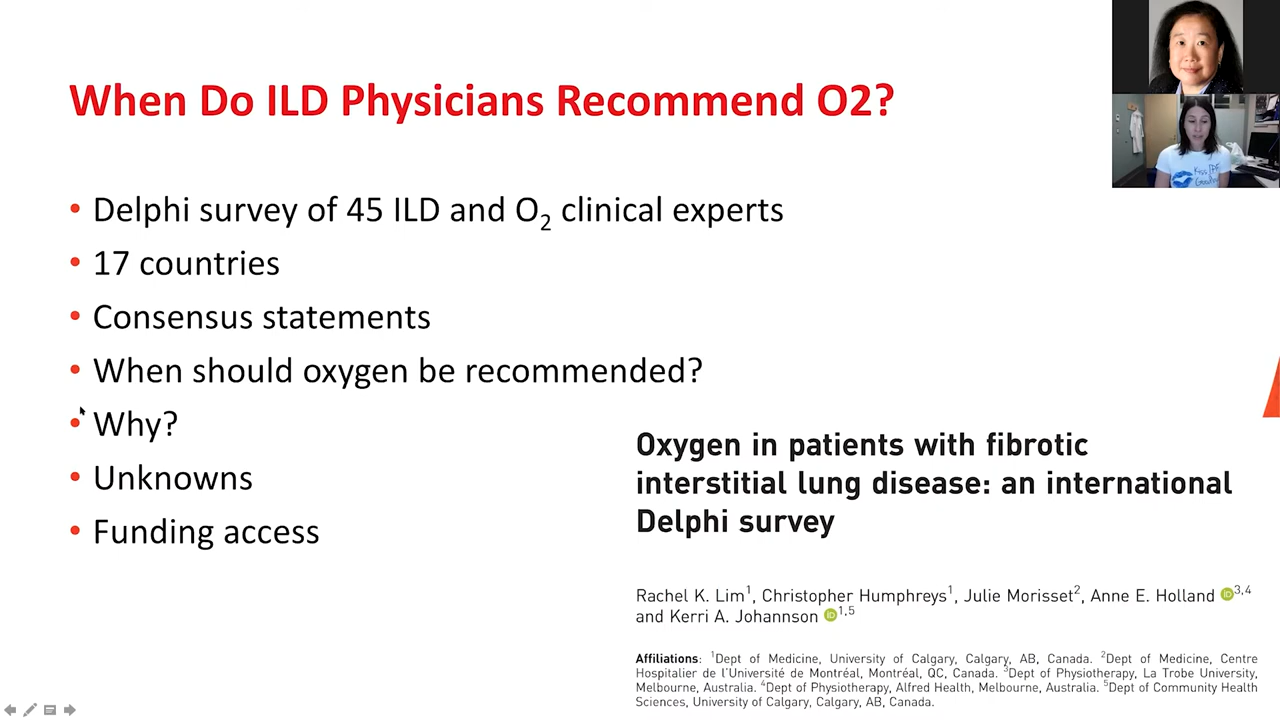 When Do ILD Physicians Recommend O2?
• Delphi survey of 45 ILD and O2 clinical experts
• 17 countries
• Consensus statements
• When should oxygen be recommended?
• Why?
• Unknowns
• Funding access
Oxygen in patients with fibrotic
interstitial lung disease: an international
Delphi survey
Rachel K. Lim1, Christopher Humphreys1, Julie Morisset2, Anne E. Holland iD 3,4
and Kerri A. Johannson iD 1,5
Affiliations: 1Dept of Medicine, University of Calgary, Calgary, AB, Canada. 2Dept of Medicine, Centre
Hospitalier de l'Université de Montréal, Montréal, QC, Canada. 3Dept of Physiotherapy, La Trobe University,
Melbourne, Australia. 4Dept of Physiotherapy, Alfred Health, Melbourne, Australia. 5Dept of Community Health
Sciences, University of Calgary, Calgary, AB, Canada.